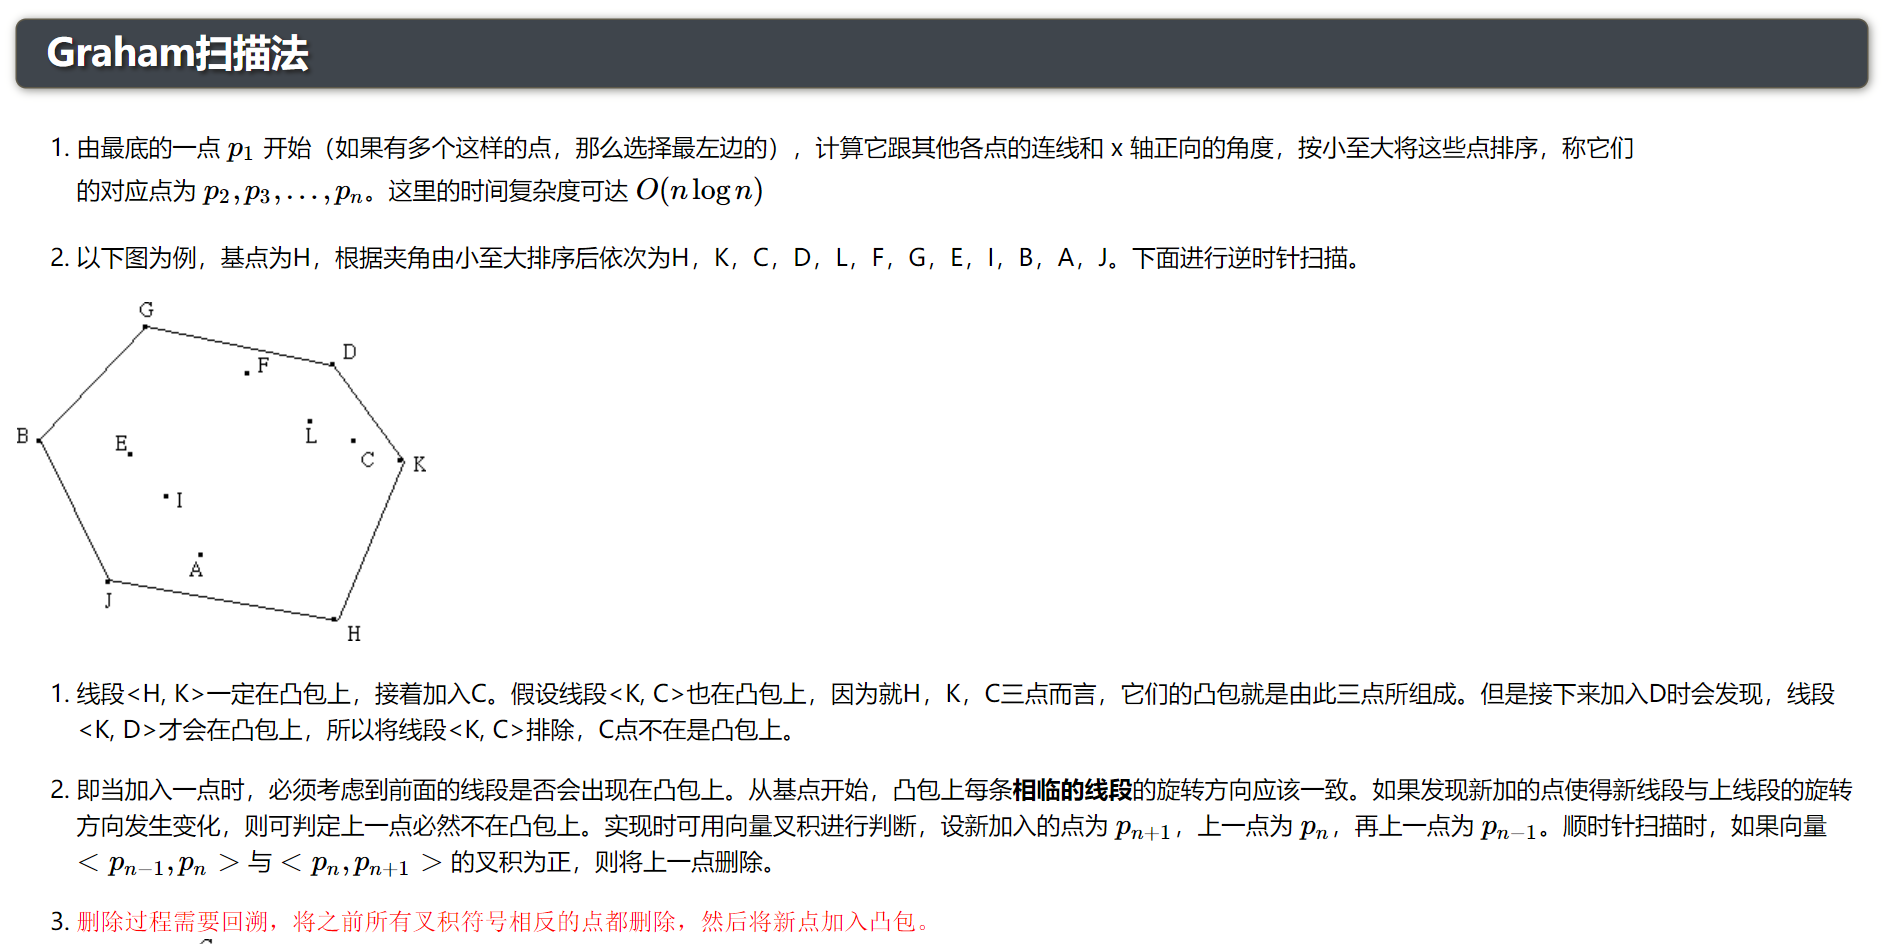 Graham扫描法
1. 由最底的一点 p₁ 开始（如果有多个这样的点，那么选择最左边的），计算它跟其他各点的连线和 x 轴正向的角度，按小至大将这些点排序，称它们
的对应点为 p₂,p₃,...,pₙ。这里的时间复杂度可达 O(n log n)
2. 以下图为例，基点为H，根据夹角由小至大排序后依次为H，K，C，D，L，F，G，E，I，B，A，J。下面进行逆时针扫描。
G
D
F
B
E
L
C
K
I
A
J
H
1. 线段<H, K>一定在凸包上，接着加入C。假设线段<K, C>也在凸包上，因为就H，K，C三点而言，它们的凸包就是由此三点所组成。但是接下来加入D时会发现，线段
<K, D>才会在凸包上，所以将线段<K, C>排除，C点不在是凸包上。
2. 即当加入一点时，必须考虑到前面的线段是否会出现在凸包上。从基点开始，凸包上每条相临的线段的旋转方向应该一致。如果发现新加的点使得新线段与上线段的旋转
方向发生变化，则可判定上一点必然不在凸包上。实现时可用向量叉积进行判断，设新加入的点为 pₙ₊₁，上一点为 pₙ，再上一点为 pₙ₋₁。顺时针扫描时，如果向量
< pₙ₋₁,pₙ > 与 < pₙ,pₙ₊₁ > 的叉积为正，则将上一点删除。
3. 删除过程需要回溯，将之前所有叉积符号相反的点都删除，然后将新点加入凸包。